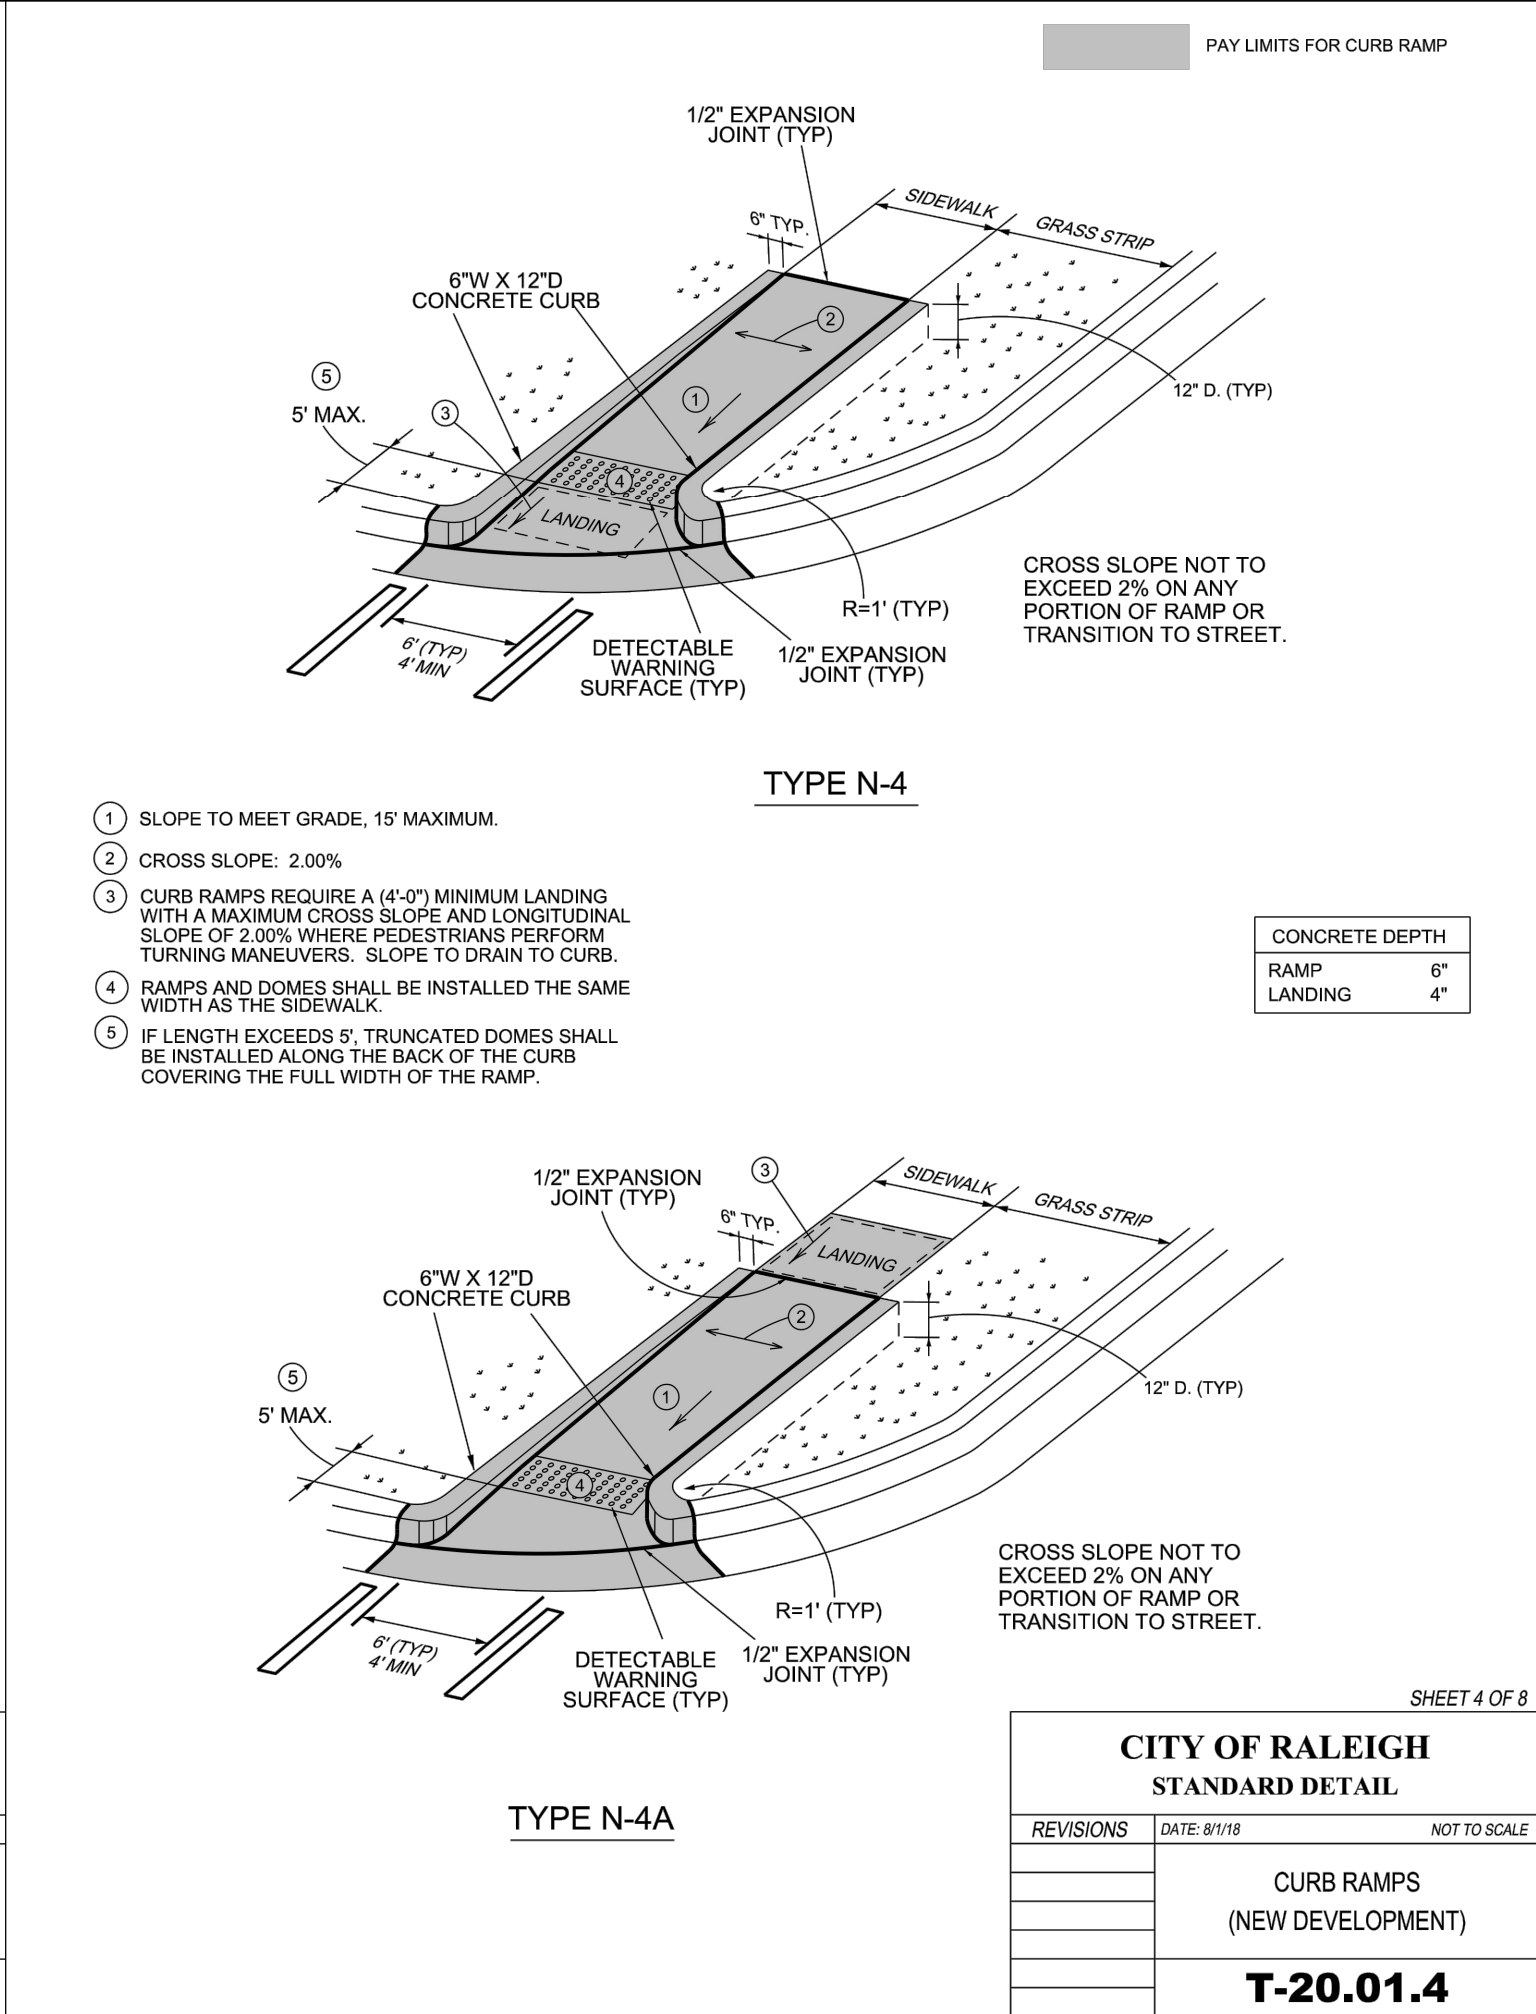 PAY LIMITS FOR CURB RAMP
1/2" EXPANSION
JOINT (TYP)
SIDEWALK
GRASS STRIP
6" TYP.
6"W X 12"D
CONCRETE CURB
2
5
5' MAX.
3
1
12" D. (TYP)
4
LANDING
CROSS SLOPE NOT TO
EXCEED 2% ON ANY
PORTION OF RAMP OR
TRANSITION TO STREET.
R=1' (TYP)
6' (TYP)
4' MIN
DETECTABLE
WARNING
SURFACE (TYP)
1/2" EXPANSION
JOINT (TYP)
TYPE N-4
1 SLOPE TO MEET GRADE, 15' MAXIMUM.
2 CROSS SLOPE: 2.00%
3 CURB RAMPS REQUIRE A (4'-0") MINIMUM LANDING
WITH A MAXIMUM CROSS SLOPE AND LONGITUDINAL
SLOPE OF 2.00% WHERE PEDESTRIANS PERFORM
TURNING MANEUVERS. SLOPE TO DRAIN TO CURB.
4 RAMPS AND DOMES SHALL BE INSTALLED THE SAME
WIDTH AS THE SIDEWALK.
5 IF LENGTH EXCEEDS 5', TRUNCATED DOMES SHALL
BE INSTALLED ALONG THE BACK OF THE CURB
COVERING THE FULL WIDTH OF THE RAMP.
CONCRETE DEPTH
RAMP 6"
LANDING 4"
1/2" EXPANSION
JOINT (TYP)
3
SIDEWALK
GRASS STRIP
6" TYP.
LANDING
6"W X 12"D
CONCRETE CURB
2
5
5' MAX.
1
12" D. (TYP)
4
CROSS SLOPE NOT TO
EXCEED 2% ON ANY
PORTION OF RAMP OR
TRANSITION TO STREET.
R=1' (TYP)
6' (TYP)
4' MIN
DETECTABLE
WARNING
SURFACE (TYP)
1/2" EXPANSION
JOINT (TYP)
TYPE N-4A
SHEET 4 OF 8
CITY OF RALEIGH
STANDARD DETAIL
REVISIONS
DATE: 8/1/18 NOT TO SCALE
CURB RAMPS
(NEW DEVELOPMENT)
T-20.01.4